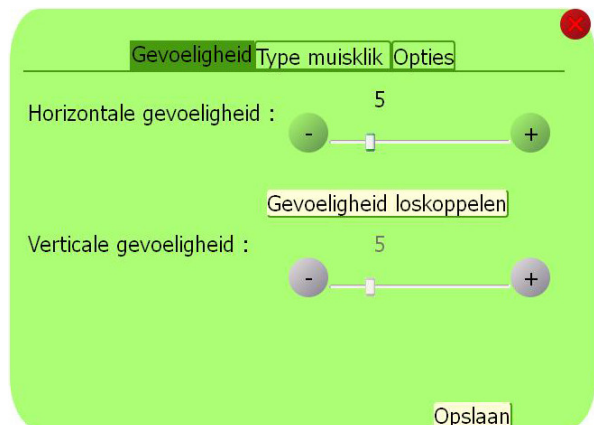 Gevoeligheid Type muisklik Opties
5
Horizontale gevoeligheid :
- +
Gevoeligheid loskoppelen
Verticale gevoeligheid : 5
- +
Opslaan